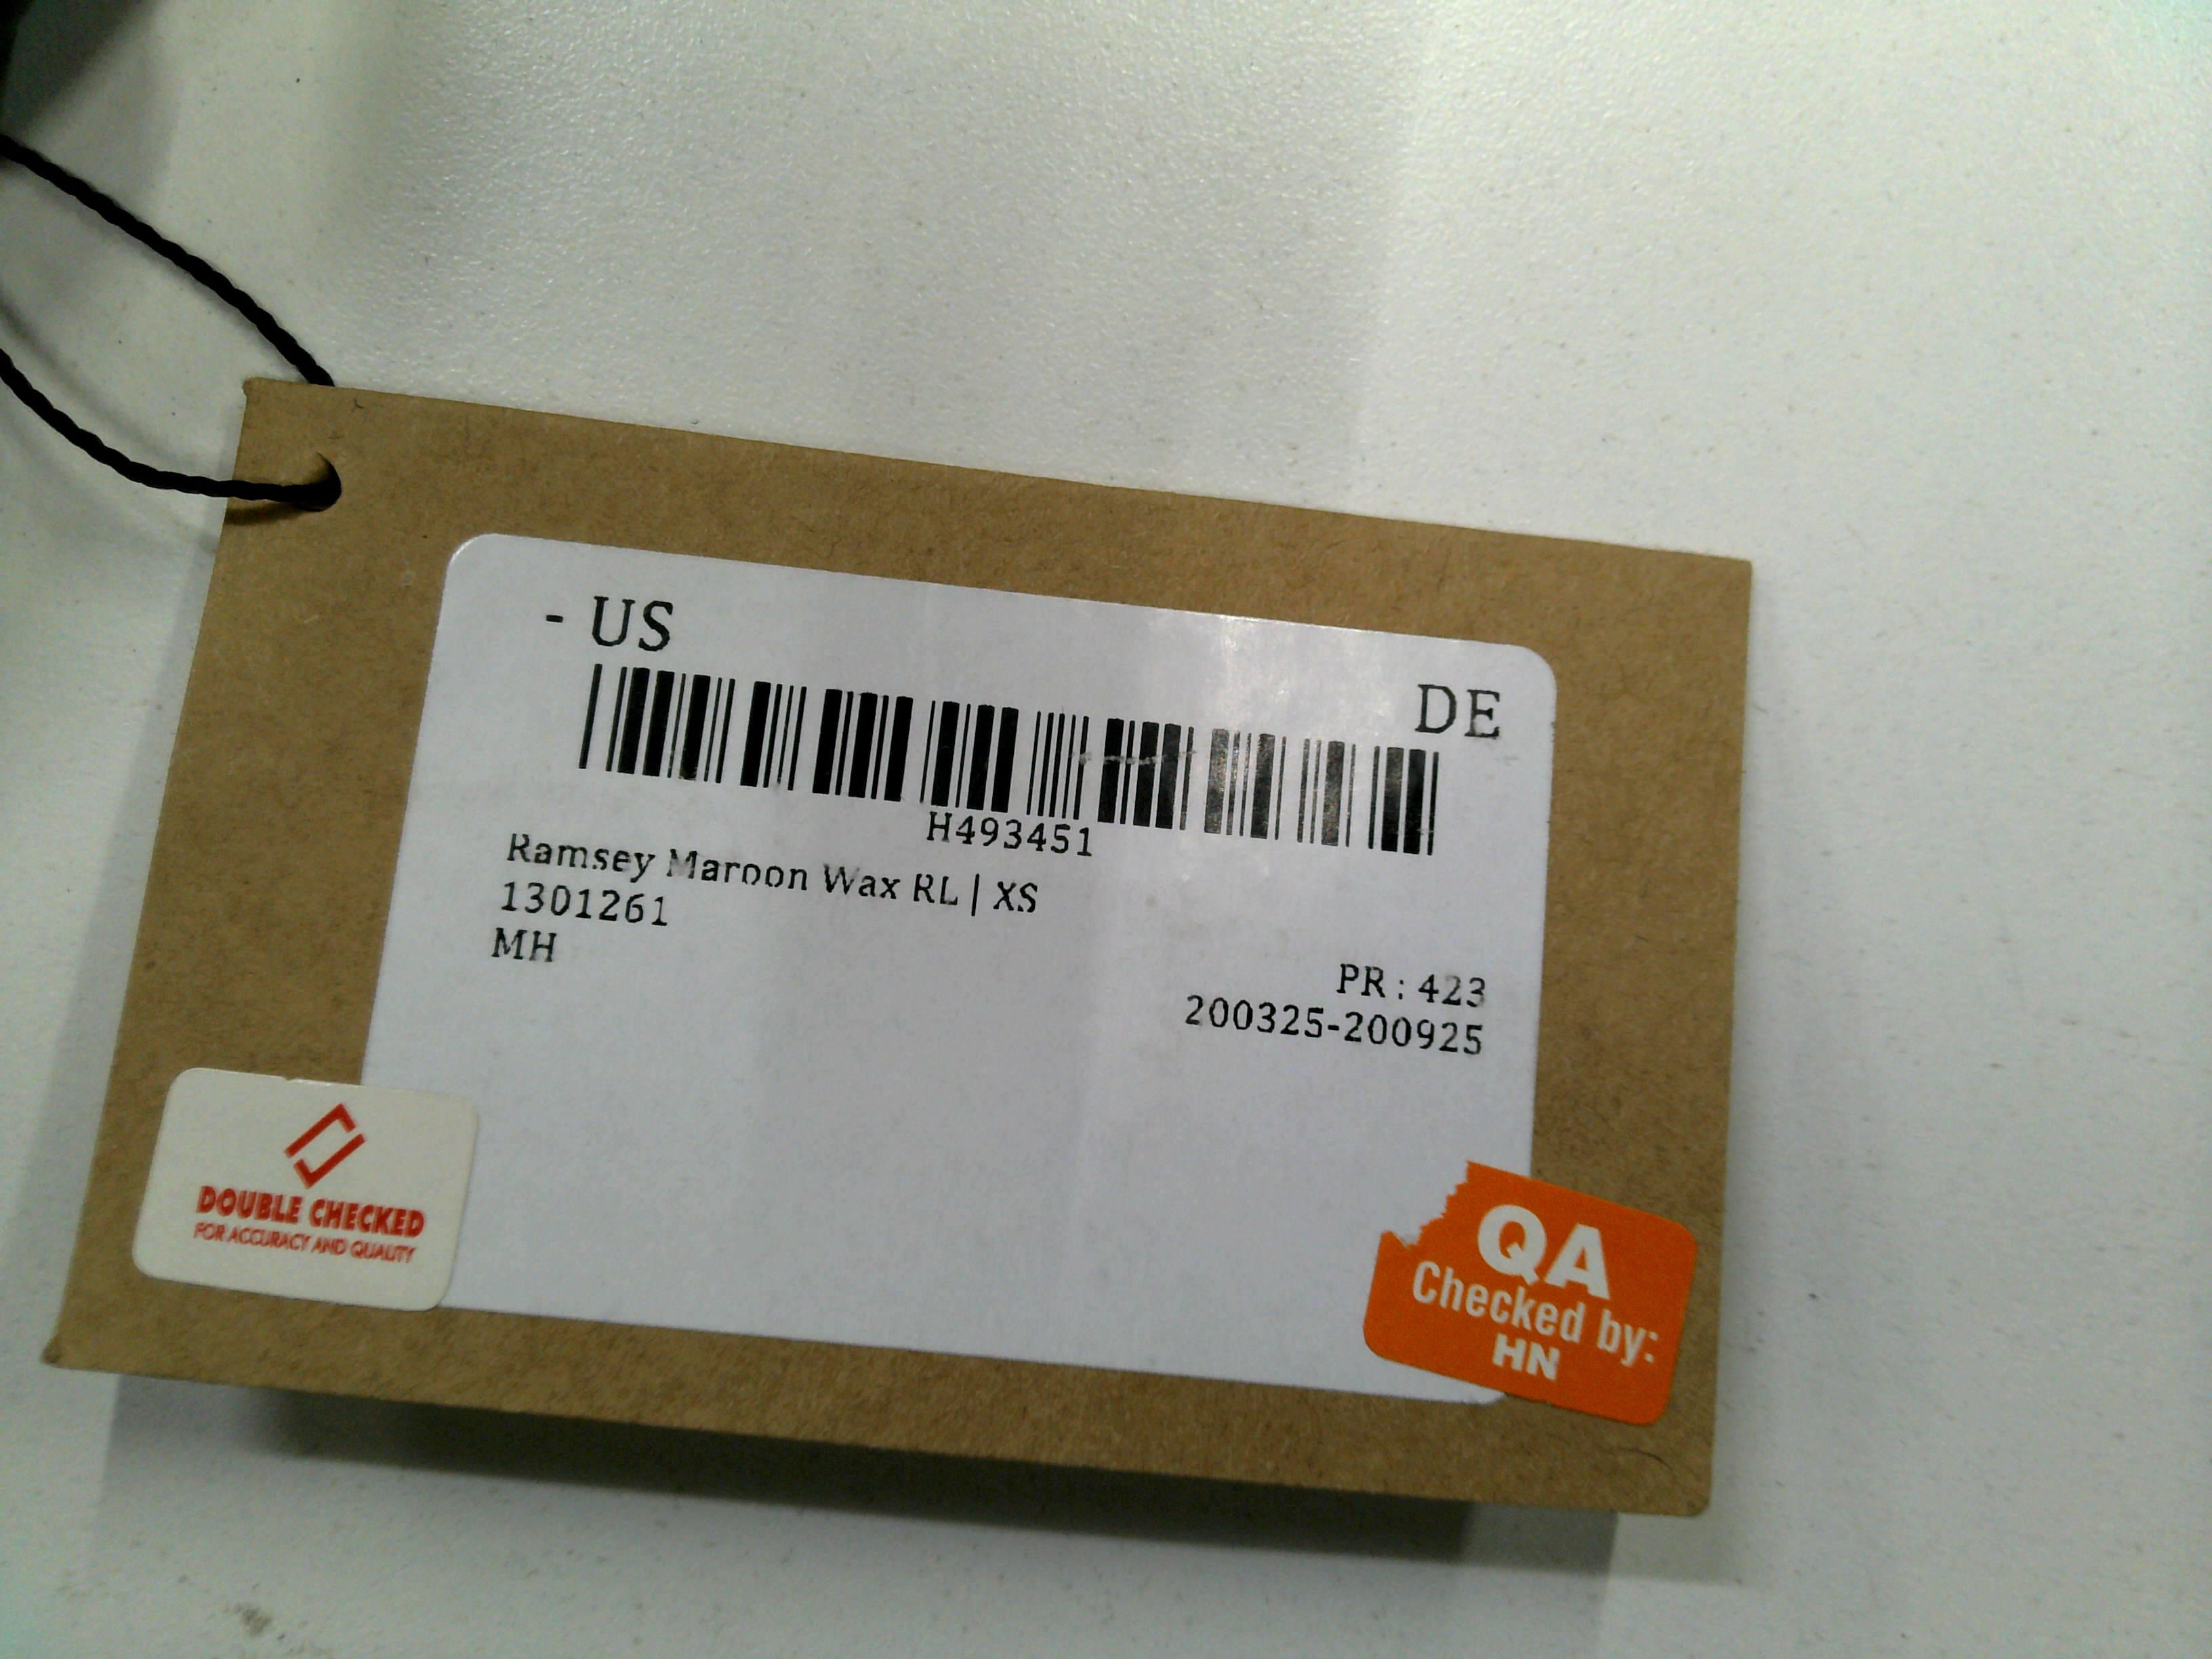 - US
DE
H493451
Ramsey Maroon Wax RL | XS
1301261
MH
PR : 423
200325-200925
DOUBLE CHECKED
FOR ACCURACY AND QUALITY
QA
Checked by:
HN